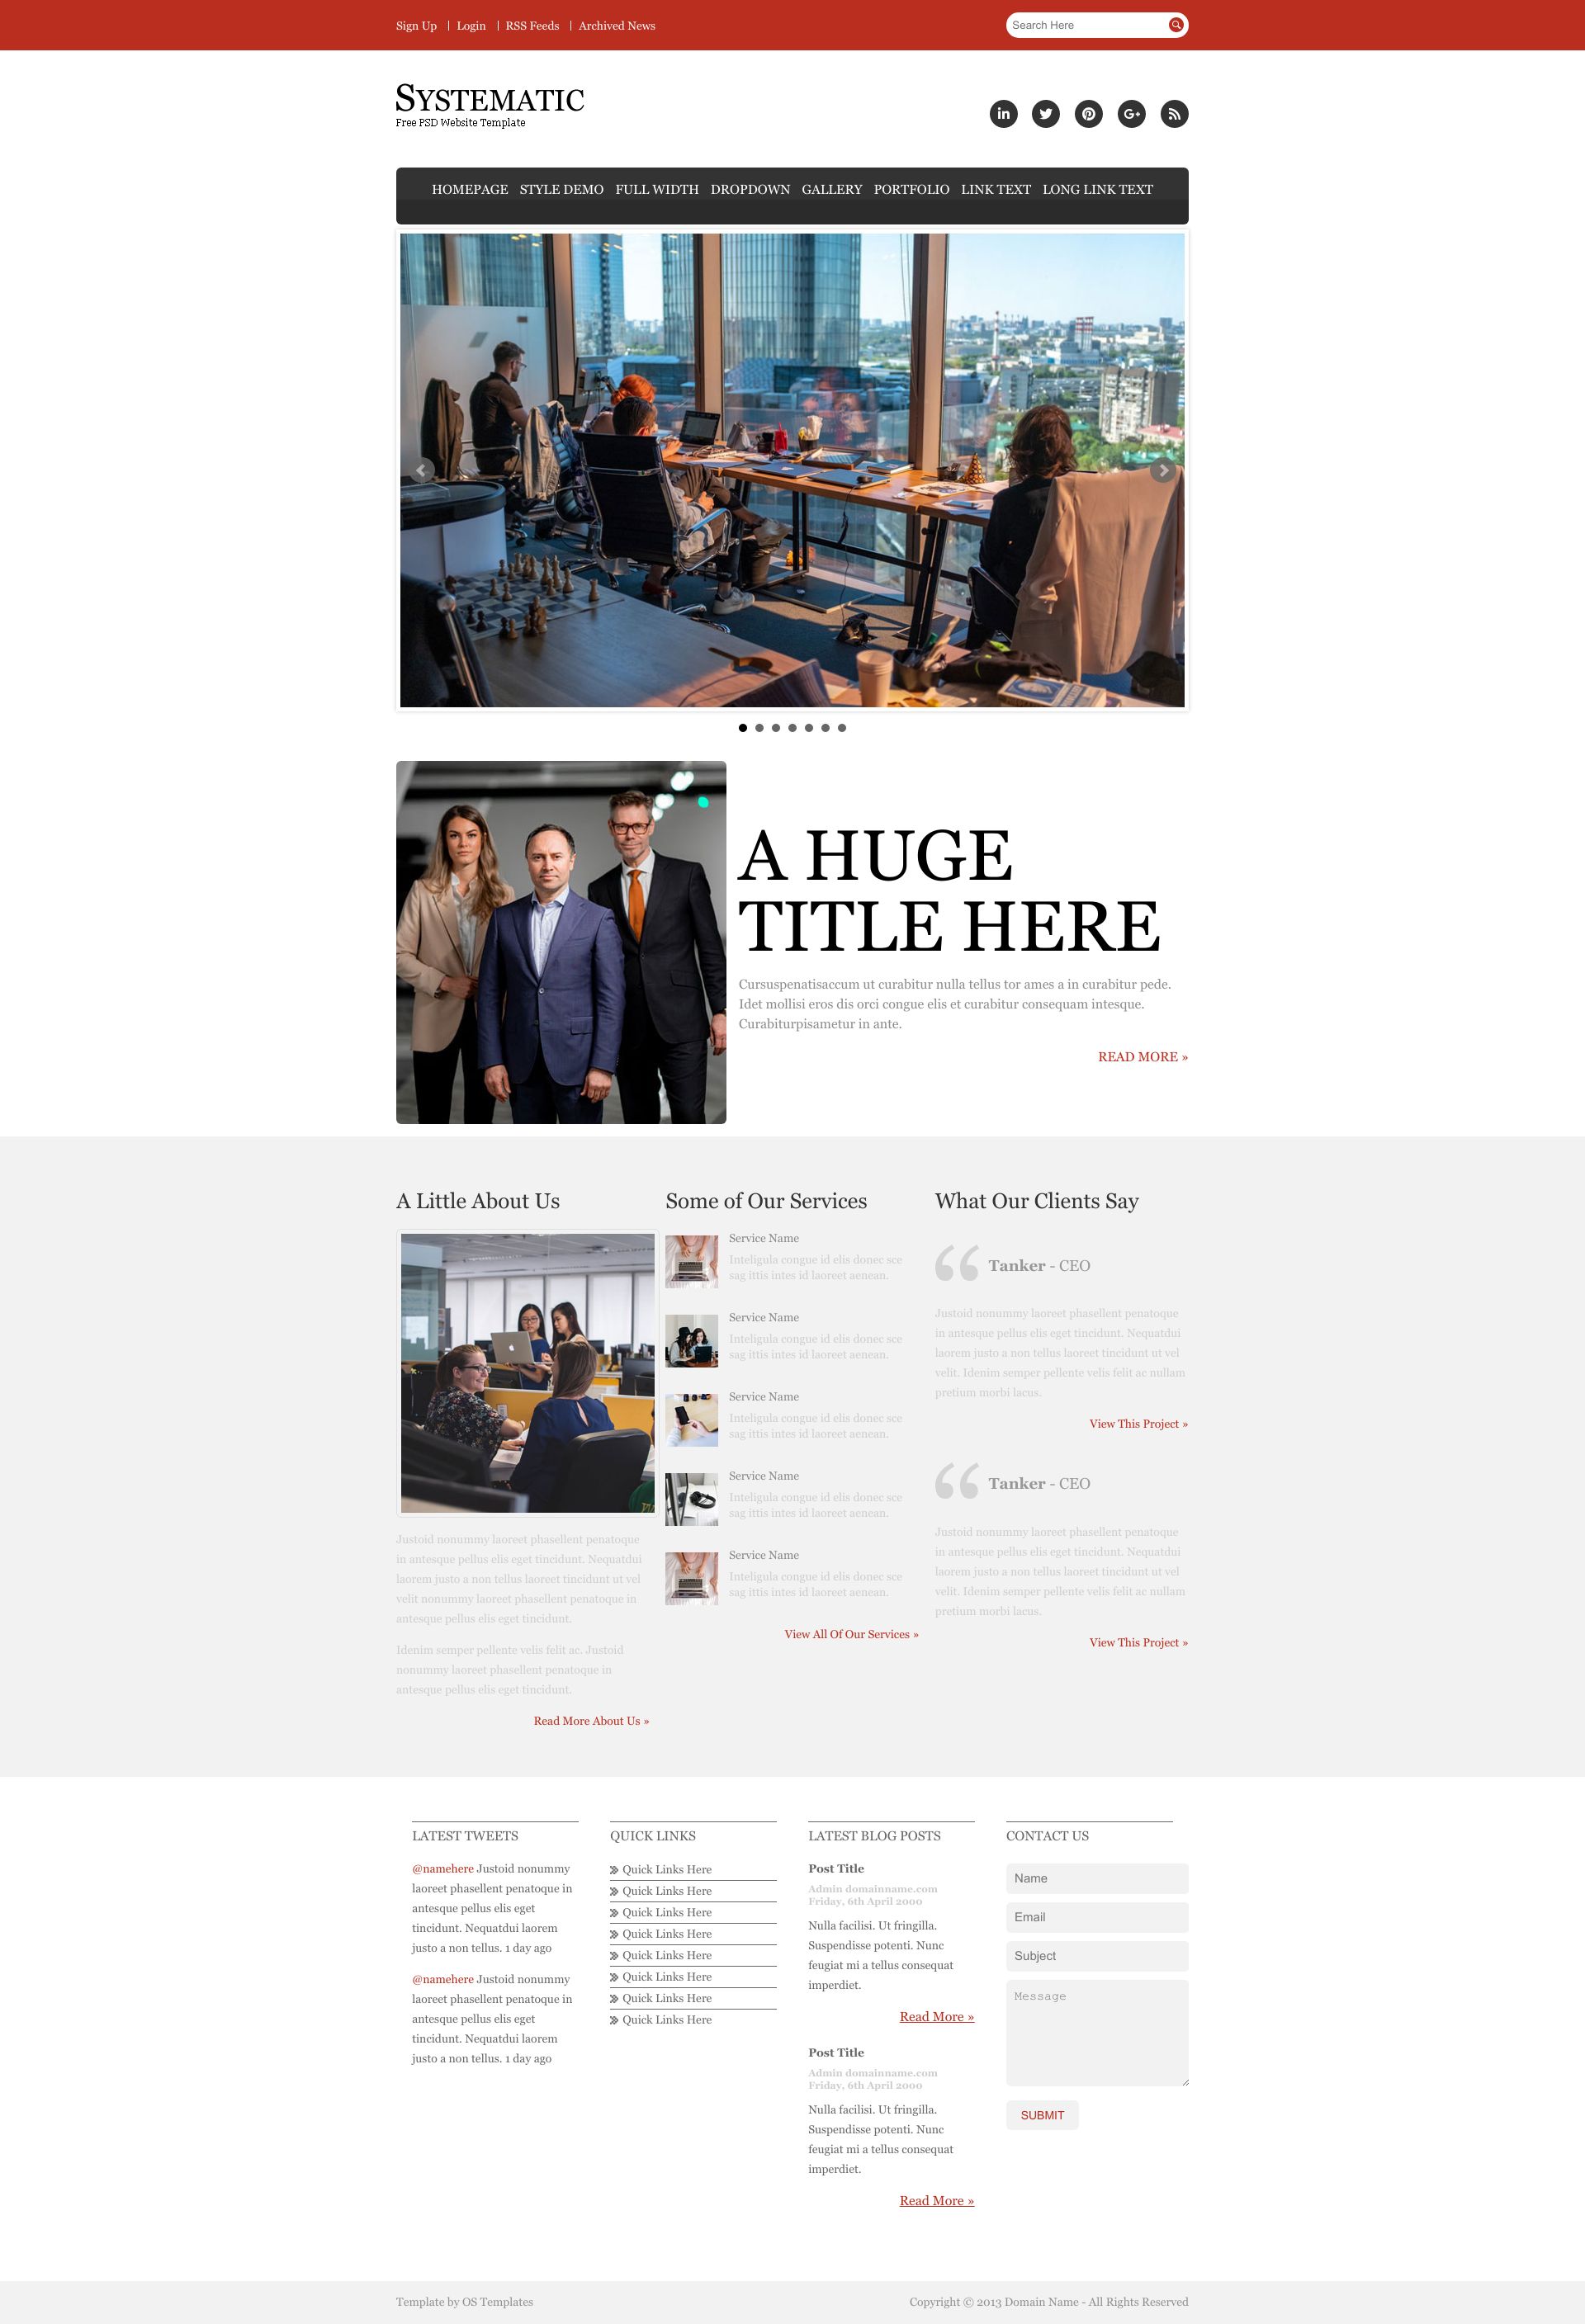 Sign Up
Login
RSS Feeds
Archived News
Search Here
SYSTEMATIC
Free PSD Website Template
HOMEPAGE
STYLE DEMO
FULL WIDTH
DROPDOWN
GALLERY
PORTFOLIO
LINK TEXT
LONG LINK TEXT
A HUGE
TITLE HERE
Cursuspenatisaccum ut curabitur nulla tellus tor ames a in curabitur pede.
Idet mollisi eros dis orci congue elis et curabitur consequam intesque.
Curabiturpisametur in ante.
READ MORE »
A Little About Us
Justoid nonummy laoreet phasellent penatoque
in antesque pellus elis eget tincidunt. Nequatdui
laorem justo a non tellus laoreet tincidunt ut vel
velit nonummy laoreet phasellent penatoque in
antesque pellus elis eget tincidunt.
Idenim semper pellente velis felit ac. Justoid
nonummy laoreet phasellent penatoque in
antesque pellus elis eget tincidunt.
Read More About Us »
Some of Our Services
Service Name
Inteligula congue id elis donec sce
sag ittis intes id laoreet aenean.
Service Name
Inteligula congue id elis donec sce
sag ittis intes id laoreet aenean.
Service Name
Inteligula congue id elis donec sce
sag ittis intes id laoreet aenean.
Service Name
Inteligula congue id elis donec sce
sag ittis intes id laoreet aenean.
Service Name
Inteligula congue id elis donec sce
sag ittis intes id laoreet aenean.
View All Of Our Services »
What Our Clients Say
Tanker - CEO
Justoid nonummy laoreet phasellent penatoque
in antesque pellus elis eget tincidunt. Nequatdui
laorem justo a non tellus laoreet tincidunt ut vel
velit. Idenim semper pellente velis felit ac nullam
pretium morbi lacus.
View This Project »
Tanker - CEO
Justoid nonummy laoreet phasellent penatoque
in antesque pellus elis eget tincidunt. Nequatdui
laorem justo a non tellus laoreet tincidunt ut vel
velit. Idenim semper pellente velis felit ac nullam
pretium morbi lacus.
View This Project »
LATEST TWEETS
@namehere Justoid nonummy
laoreet phasellent penatoque in
antesque pellus elis eget
tincidunt. Nequatdui laorem
justo a non tellus. 1 day ago
@namehere Justoid nonummy
laoreet phasellent penatoque in
antesque pellus elis eget
tincidunt. Nequatdui laorem
justo a non tellus. 1 day ago
QUICK LINKS
Quick Links Here
Quick Links Here
Quick Links Here
Quick Links Here
Quick Links Here
Quick Links Here
Quick Links Here
Quick Links Here
LATEST BLOG POSTS
Post Title
Admin domainname.com
Friday, 6th April 2000
Nulla facilisi. Ut fringilla.
Suspendisse potenti. Nunc
feugiat mi a tellus consequat
imperdiet.
Read More »
Post Title
Admin domainname.com
Friday, 6th April 2000
Nulla facilisi. Ut fringilla.
Suspendisse potenti. Nunc
feugiat mi a tellus consequat
imperdiet.
Read More »
CONTACT US
Name
Email
Subject
Message
SUBMIT
Template by OS Templates
Copyright © 2013 Domain Name - All Rights Reserved